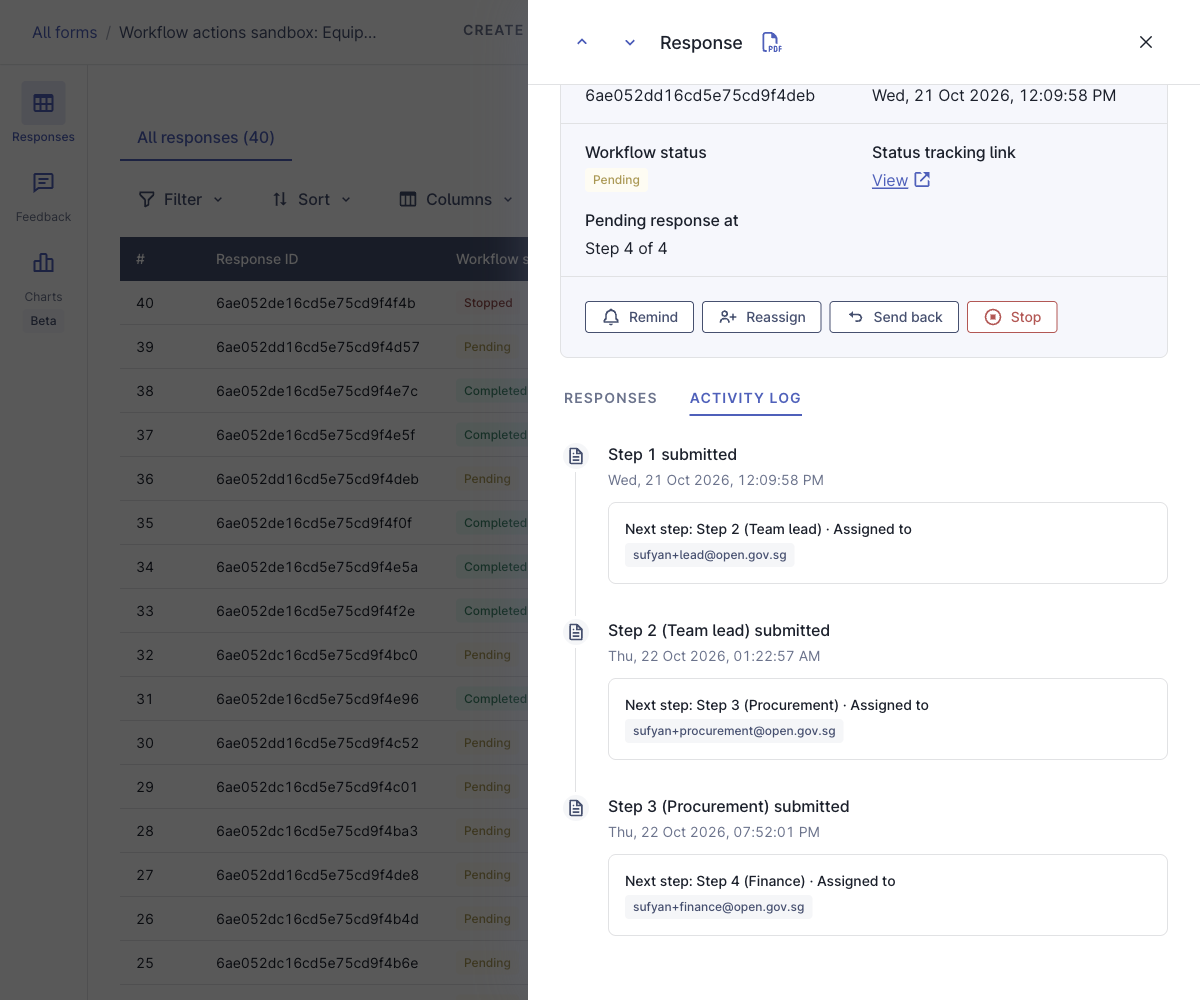 All forms / Workflow actions sandbox: Equip...
CREATE
Responses
Feedback
Charts
Beta
All responses (40)
Filter
Sort
Columns
# Response ID Workflow s
40 6ae052de16cd5e75cd9f4f4b Stopped
39 6ae052de16cd5e75cd9f4d57 Pending
38 6ae052de16cd5e75cd9f4e7c Completed
37 6ae052de16cd5e75cd9f4e5f Completed
36 6ae052dd16cd5e75cd9f4deb Pending
35 6ae052de16cd5e75cd9f4f0f Completed
34 6ae052de16cd5e75cd9f4e5a Completed
33 6ae052de16cd5e75cd9f4f2e Completed
32 6ae052dc16cd5e75cd9f4bc0 Pending
31 6ae052de16cd5e75cd9f4e96 Completed
30 6ae052dc16cd5e75cd9f4c52 Pending
29 6ae052dc16cd5e75cd9f4c01 Pending
28 6ae052dc16cd5e75cd9f4ba3 Pending
27 6ae052dd16cd5e75cd9f4de8 Pending
26 6ae052dc16cd5e75cd9f4b4d Pending
25 6ae052dc16cd5e75cd9f4b6e Pending
Response
PDF
6ae052dd16cd5e75cd9f4deb
Wed, 21 Oct 2026, 12:09:58 PM
Workflow status
Pending
Status tracking link
View
Pending response at
Step 4 of 4
Remind
Reassign
Send back
Stop
RESPONSES
ACTIVITY LOG
Step 1 submitted
Wed, 21 Oct 2026, 12:09:58 PM
Next step: Step 2 (Team lead) · Assigned to
sufyan+lead@open.gov.sg
Step 2 (Team lead) submitted
Thu, 22 Oct 2026, 01:22:57 AM
Next step: Step 3 (Procurement) · Assigned to
sufyan+procurement@open.gov.sg
Step 3 (Procurement) submitted
Thu, 22 Oct 2026, 07:52:01 PM
Next step: Step 4 (Finance) · Assigned to
sufyan+finance@open.gov.sg